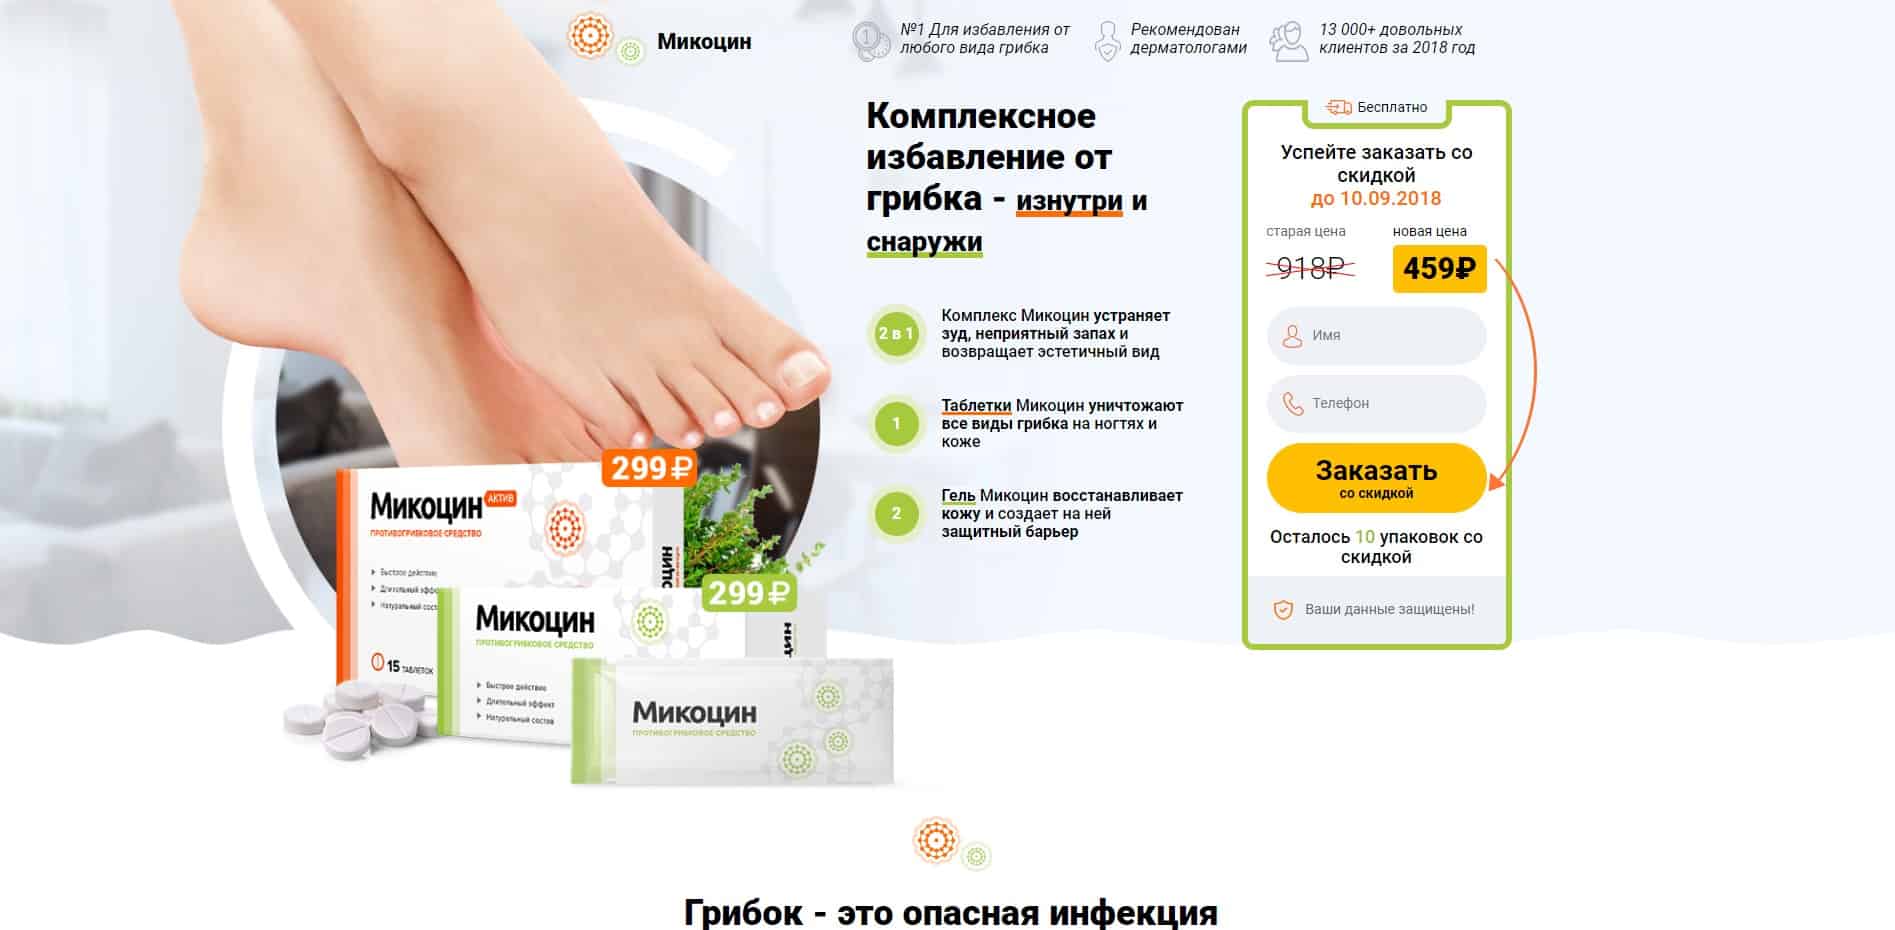 Микоцин
№1 Для избавления от
любого вида грибка
Рекомендован
дерматологами
13 000+ довольных
клиентов за 2018 год
Комплексное
избавление от
грибка - изнутри и
снаружи
2 в 1
Комплекс Микоцин устраняет
зуд, неприятный запах и
возвращает эстетичный вид
1
Таблетки Микоцин уничтожают
все виды грибка на ногтях и
коже
2
Гель Микоцин восстанавливает
кожу и создает на ней
защитный барьер
Бесплатно
Успейте заказать со
скидкой
до 10.09.2018
старая цена
новая цена
918₽
459₽
Имя
Телефон
Заказать
со скидкой
Осталось 10 упаковок со
скидкой
Ваши данные защищены!
299₽
Микоцин АКТИВ
ПРОТИВОГРИБКОВОЕ СРЕДСТВО
Быстрое действие
Длительный эффе
Натуральный сост
15 ТАБЛЕТОК
оцин
299₽
Микоцин
ПРОТИВОГРИБКОВОЕ СРЕДСТВО
Быстрое действие
Длительный эффект
Натуральный состав
цин
Микоцин
ПРОТИВОГРИБКОВОЕ СРЕДСТВО
Грибок - это опасная инфекция